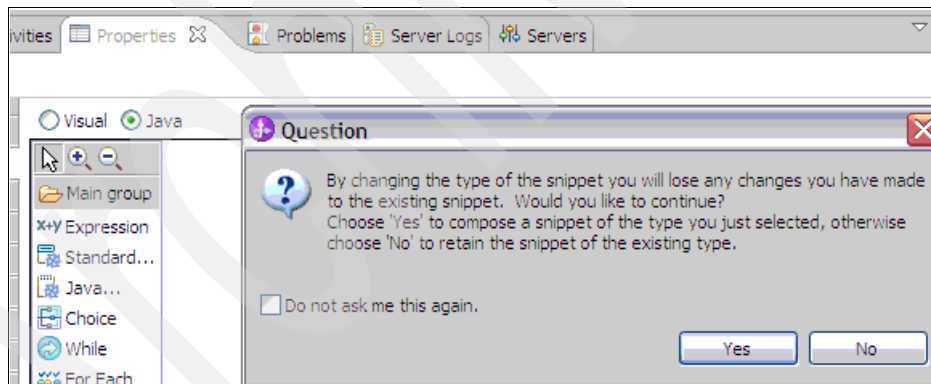 ivities Properties Problems Server Logs Servers
Visual Java
Question
Main group
x+y Expression
Standard...
Java...
Choice
While
For Each
By changing the type of the snippet you will lose any changes you have made
to the existing snippet. Would you like to continue?
Choose 'Yes' to compose a snippet of the type you just selected, otherwise
choose 'No' to retain the snippet of the existing type.
Do not ask me this again.
Yes No